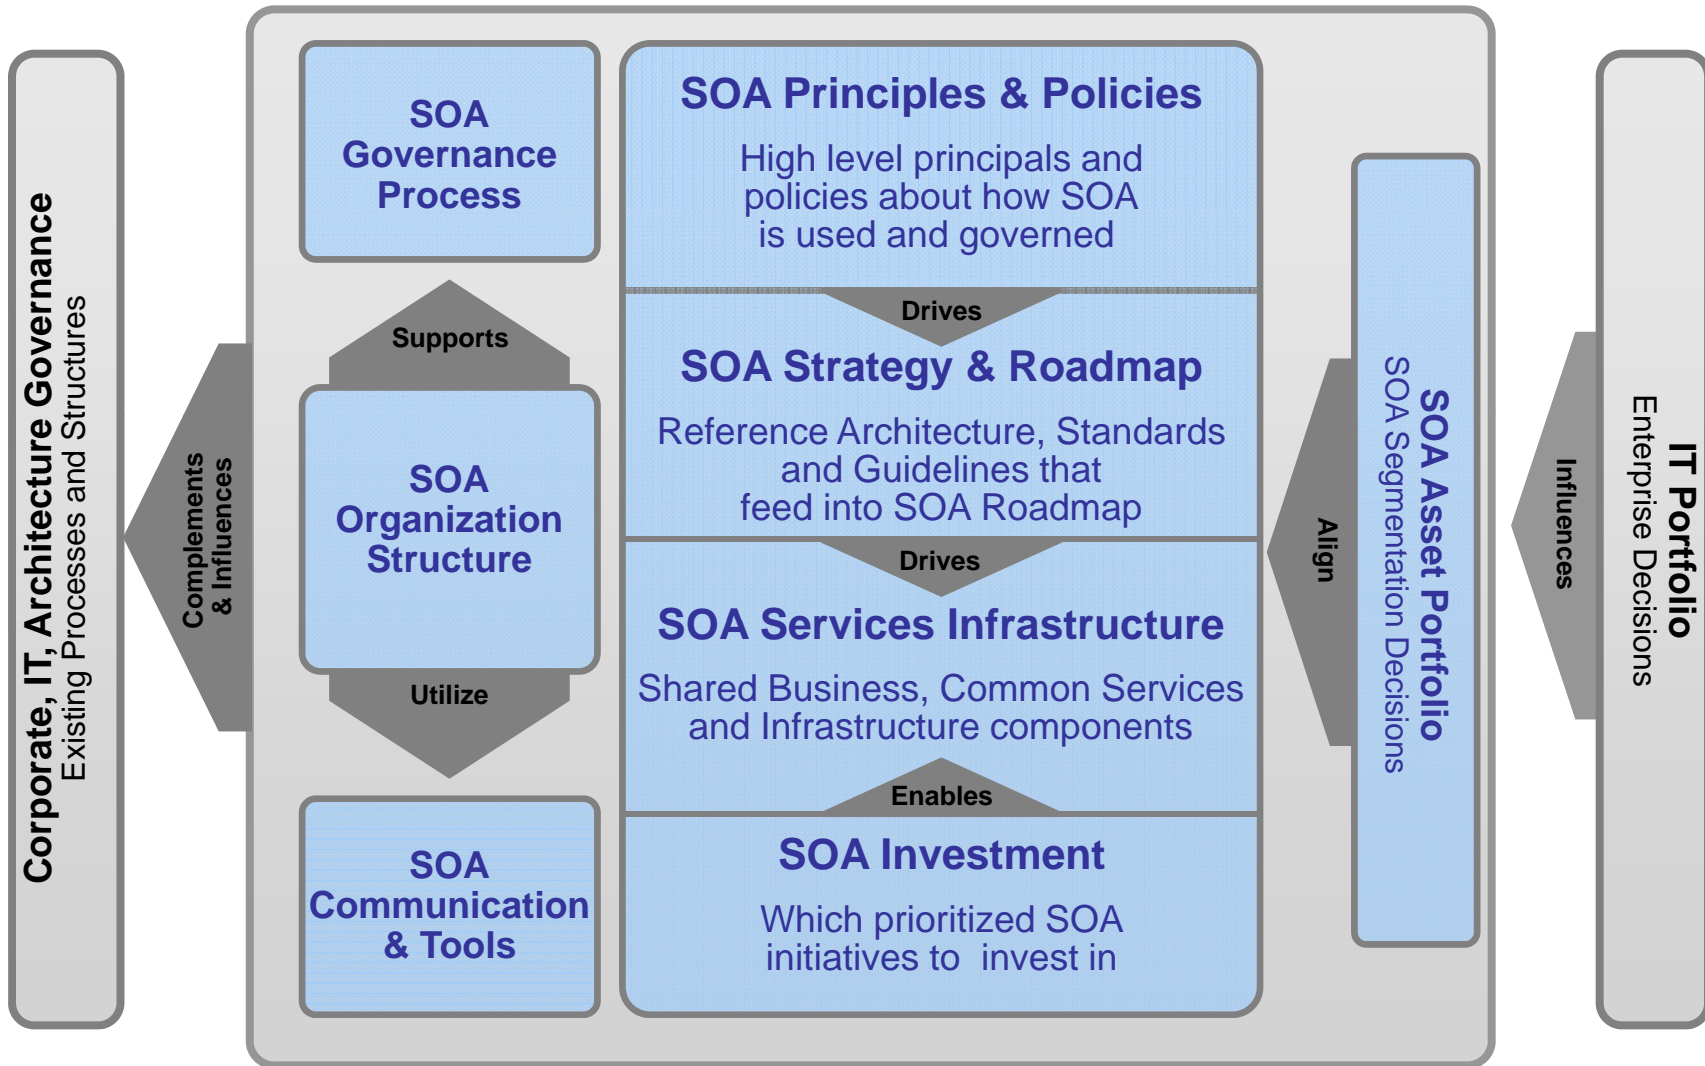 Corporate, IT, Architecture Governance
Existing Processes and Structures
Complements
& Influences
SOA
Governance
Process
Supports
SOA
Organization
Structure
Utilize
SOA
Communication
& Tools
SOA Principles & Policies
High level principals and
policies about how SOA
is used and governed
Drives
SOA Strategy & Roadmap
Reference Architecture, Standards
and Guidelines that
feed into SOA Roadmap
Drives
SOA Services Infrastructure
Shared Business, Common Services
and Infrastructure components
Enables
SOA Investment
Which prioritized SOA
initiatives to  invest in
Align
SOA Asset Portfolio
SOA Segmentation Decisions
Influences
IT Portfolio
Enterprise Decisions